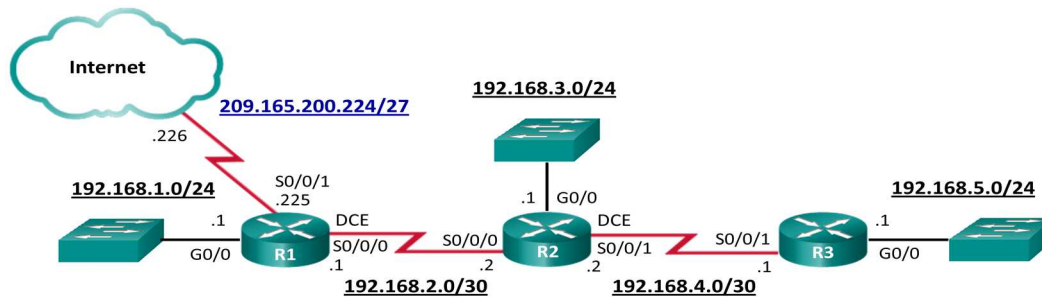 Internet
209.165.200.224/27
.226
192.168.3.0/24
192.168.1.0/24
192.168.5.0/24
S0/0/1
.225
.1
G0/0
R1
DCE
S0/0/0
.1
192.168.2.0/30
.1
G0/0
S0/0/0
.2
R2
DCE
S0/0/1
.2
192.168.4.0/30
S0/0/1
.1
R3
.1
G0/0